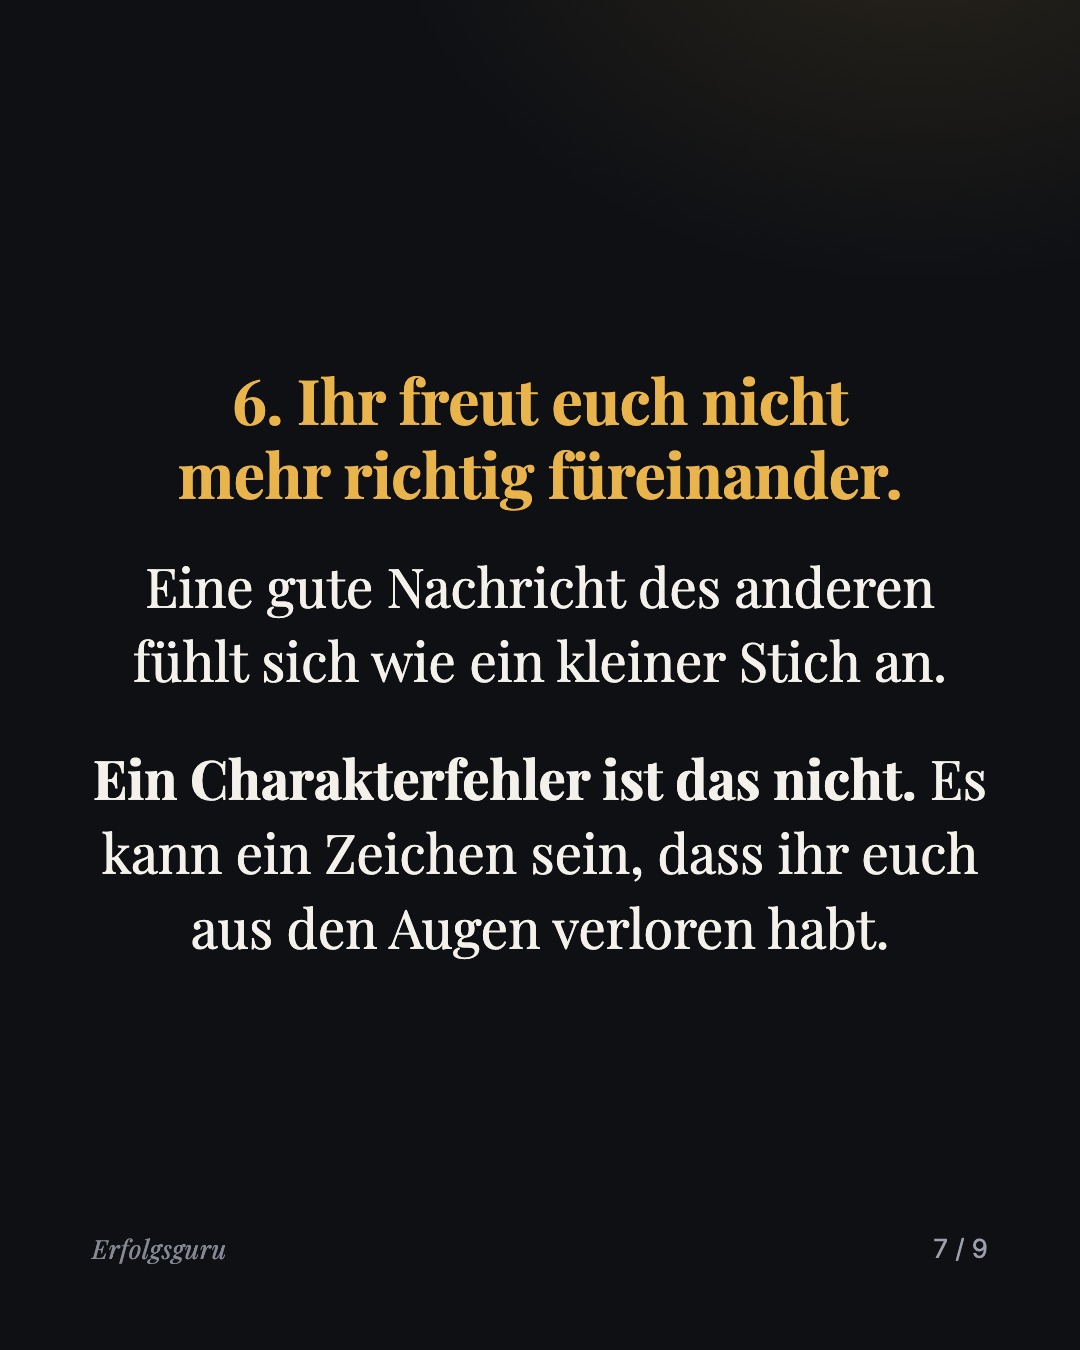 6. Ihr freut euch nicht
mehr richtig füreinander.
Eine gute Nachricht des anderen
fühlt sich wie ein kleiner Stich an.
Ein Charakterfehler ist das nicht. Es
kann ein Zeichen sein, dass ihr euch
aus den Augen verloren habt.
Erfolgsguru
7 / 9